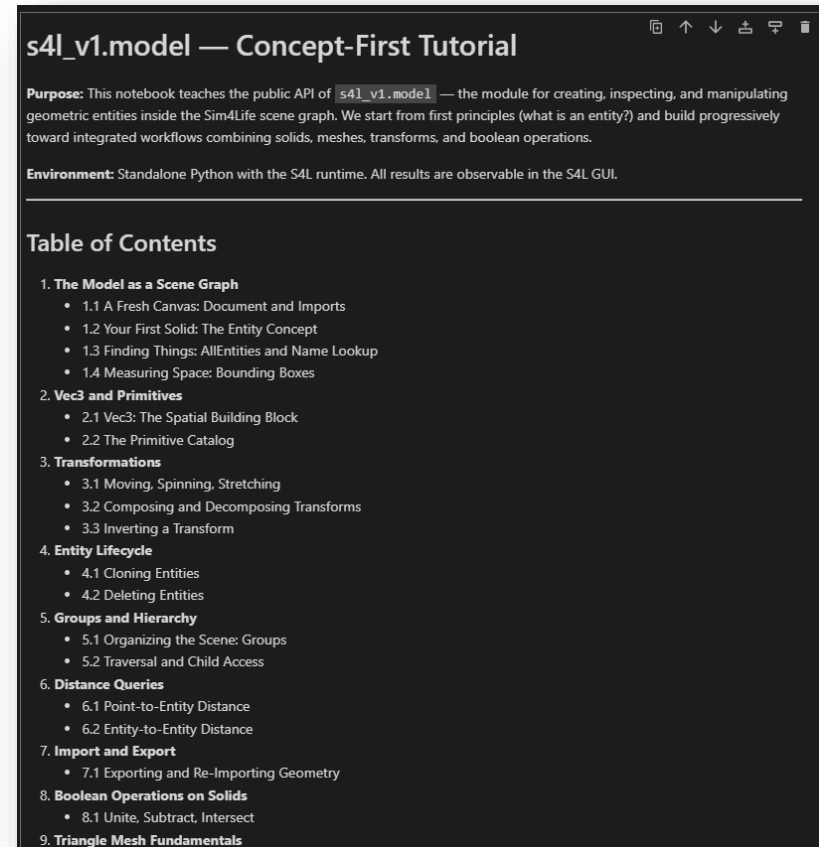 s4l_v1.model — Concept-First Tutorial
Purpose: This notebook teaches the public API of s4l_v1.model — the module for creating, inspecting, and manipulating
geometric entities inside the Sim4Life scene graph. We start from first principles (what is an entity?) and build progressively
toward integrated workflows combining solids, meshes, transforms, and boolean operations.
Environment: Standalone Python with the S4L runtime. All results are observable in the S4L GUI.
Table of Contents
1. The Model as a Scene Graph
• 1.1 A Fresh Canvas: Document and Imports
• 1.2 Your First Solid: The Entity Concept
• 1.3 Finding Things: AllEntities and Name Lookup
• 1.4 Measuring Space: Bounding Boxes
2. Vec3 and Primitives
• 2.1 Vec3: The Spatial Building Block
• 2.2 The Primitive Catalog
3. Transformations
• 3.1 Moving, Spinning, Stretching
• 3.2 Composing and Decomposing Transforms
• 3.3 Inverting a Transform
4. Entity Lifecycle
• 4.1 Cloning Entities
• 4.2 Deleting Entities
5. Groups and Hierarchy
• 5.1 Organizing the Scene: Groups
• 5.2 Traversal and Child Access
6. Distance Queries
• 6.1 Point-to-Entity Distance
• 6.2 Entity-to-Entity Distance
7. Import and Export
• 7.1 Exporting and Re-Importing Geometry
8. Boolean Operations on Solids
• 8.1 Unite, Subtract, Intersect
9. Triangle Mesh Fundamentals